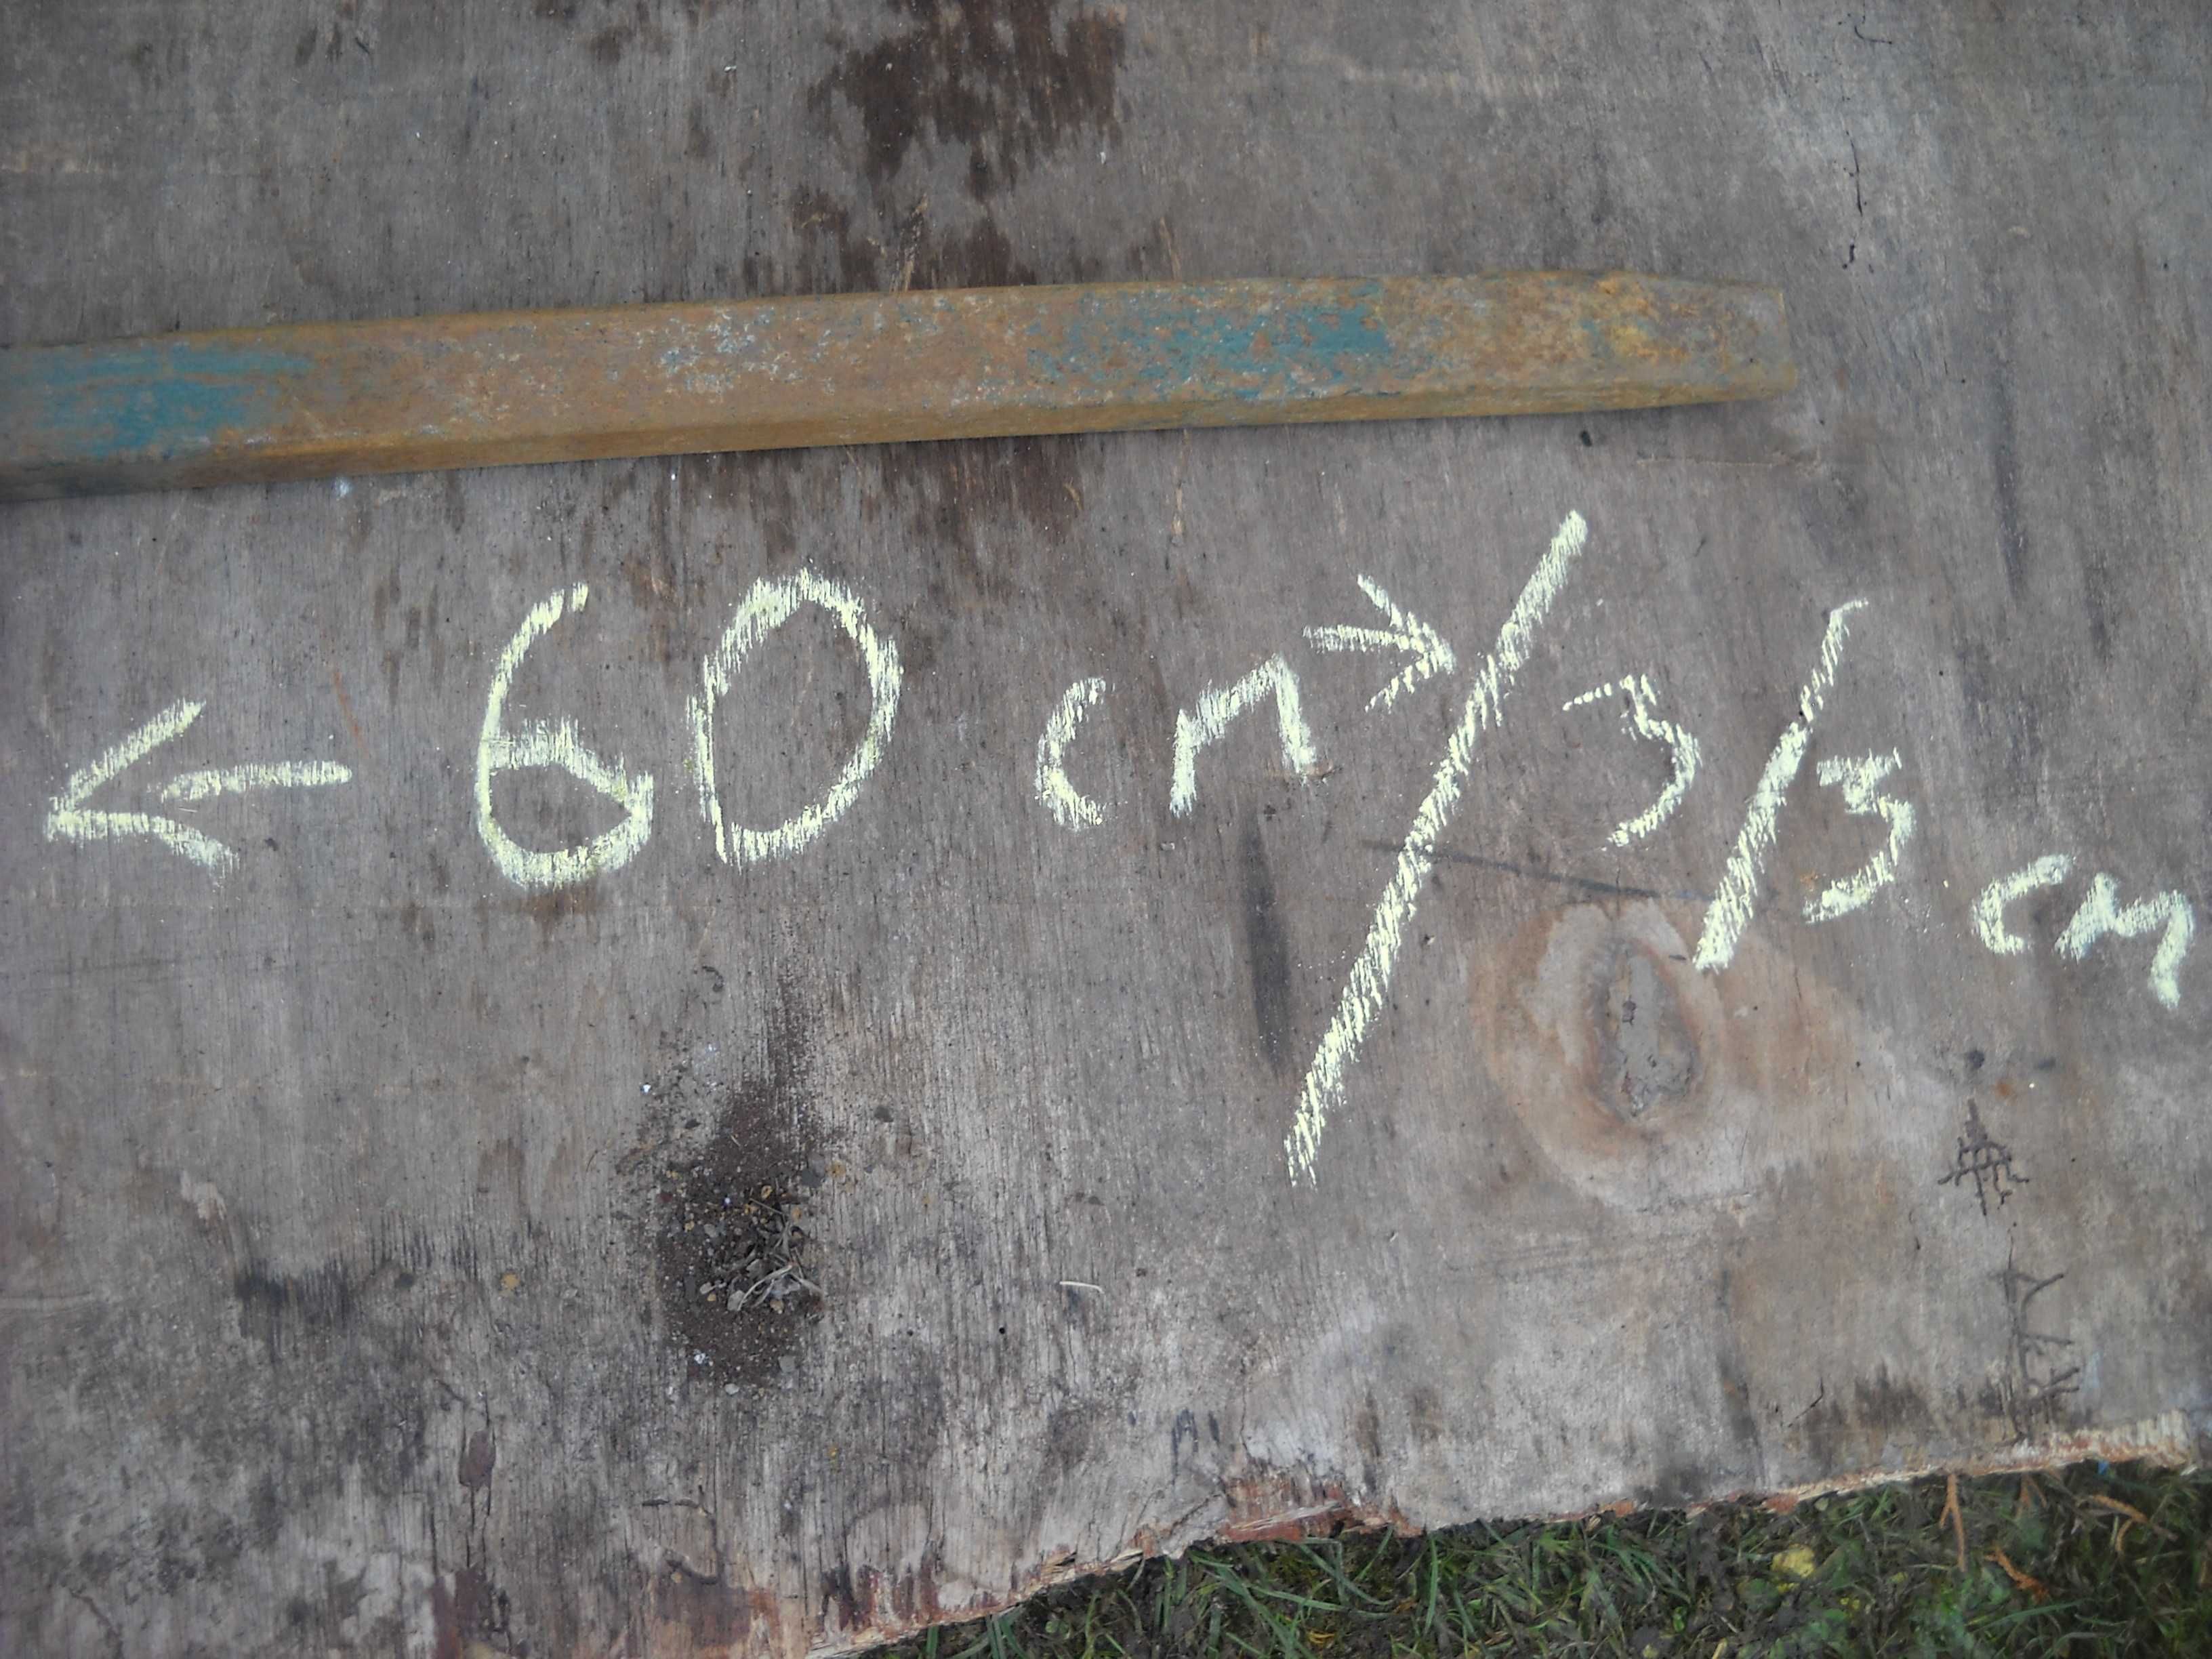 ← 60 cm → / 3 / 3 cm